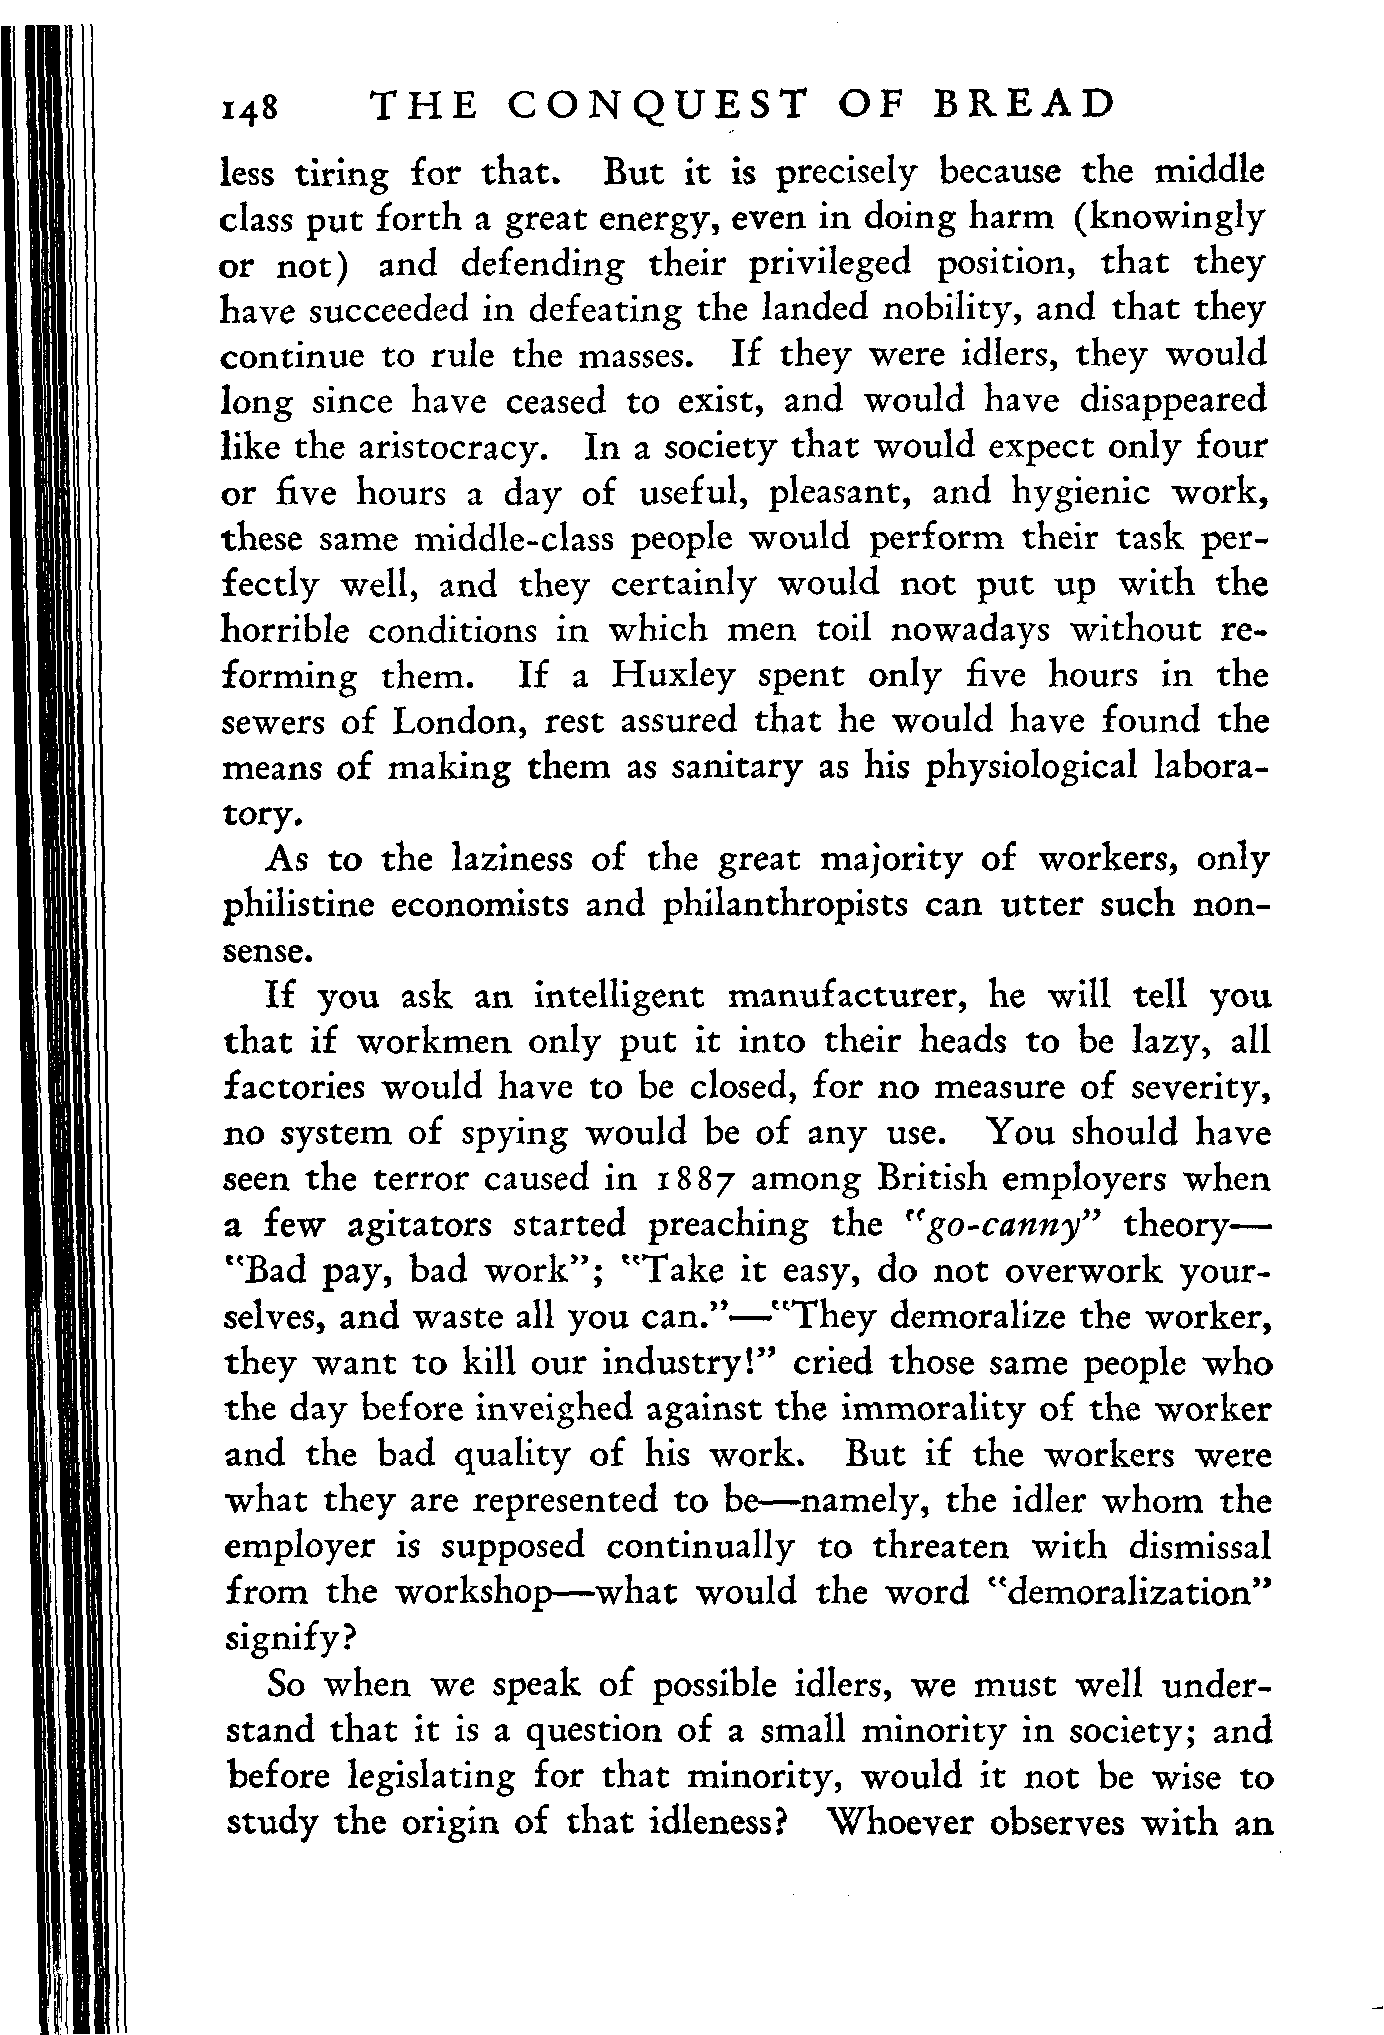 148 THE CONQUEST OF BREAD
less tiring for that. But it is precisely because the middle
class put forth a great energy, even in doing harm (knowingly
or not) and defending their privileged position, that they
have succeeded in defeating the landed nobility, and that they
continue to rule the masses. If they were idlers, they would
long since have ceased to exist, and would have disappeared
like the aristocracy. In a society that would expect only four
or five hours a day of useful, pleasant, and hygienic work,
these same middle-class people would perform their task per-
fectly well, and they certainly would not put up with the
horrible conditions in which men toil nowadays without re-
forming them. If a Huxley spent only five hours in the
sewers of London, rest assured that he would have found the
means of making them as sanitary as his physiological labora-
tory.
As to the laziness of the great majority of workers, only
philistine economists and philanthropists can utter such non-
sense.
If you ask an intelligent manufacturer, he will tell you
that if workmen only put it into their heads to be lazy, all
factories would have to be closed, for no measure of severity,
no system of spying would be of any use. You should have
seen the terror caused in 1887 among British employers when
a few agitators started preaching the "go-canny" theory—
"Bad pay, bad work"; "Take it easy, do not overwork your-
selves, and waste all you can."—"They demoralize the worker,
they want to kill our industry!" cried those same people who
the day before inveighed against the immorality of the worker
and the bad quality of his work. But if the workers were
what they are represented to be—namely, the idler whom the
employer is supposed continually to threaten with dismissal
from the workshop—what would the word "demoralization"
signify?
So when we speak of possible idlers, we must well under-
stand that it is a question of a small minority in society; and
before legislating for that minority, would it not be wise to
study the origin of that idleness? Whoever observes with an